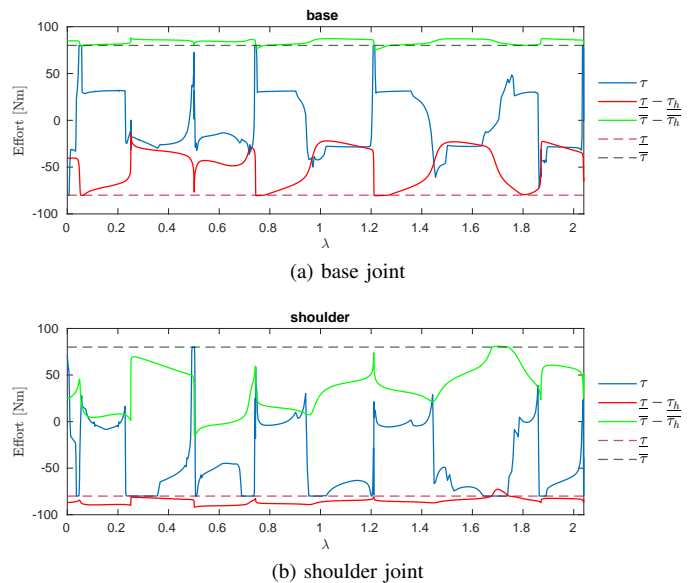 base
100
50
0
-50
-100
Effort [Nm]
0 0.2 0.4 0.6 0.8 1 1.2 1.4 1.6 1.8 2
λ
τ
τ̲ − τ̲ₕ
τ̅ − τ̅ₕ
τ̲
τ̅
(a) base joint
shoulder
100
50
0
-50
-100
Effort [Nm]
0 0.2 0.4 0.6 0.8 1 1.2 1.4 1.6 1.8 2
λ
τ
τ̲ − τ̲ₕ
τ̅ − τ̅ₕ
τ̲
τ̅
(b) shoulder joint